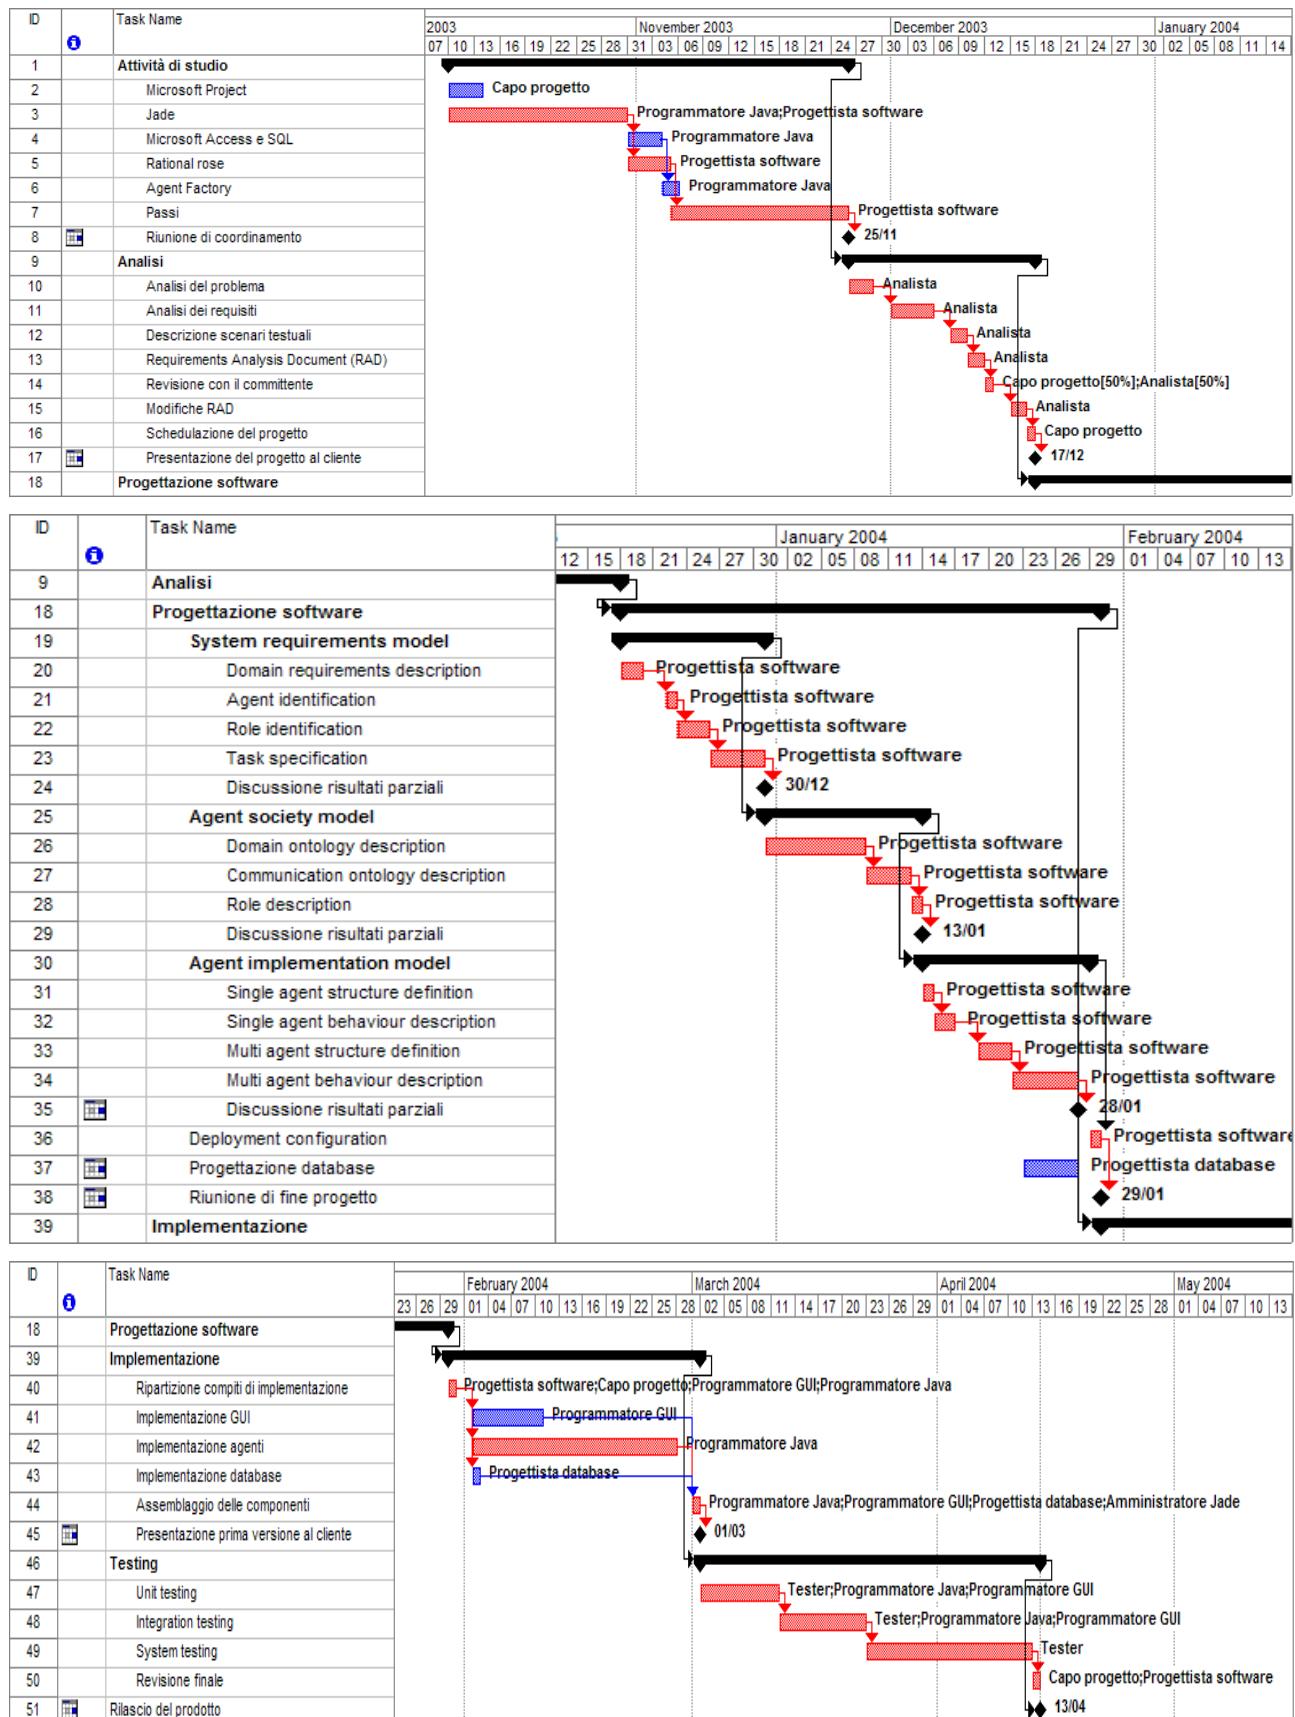 ID Task Name 2003 November 2003 December 2003 January 2004
07 10 13 16 19 22 25 28 31 03 06 09 12 15 18 21 24 27 30 03 06 09 12 15 18 21 24 27 30 02 05 08 11 14
1 Attività di studio
2 Microsoft Project Capo progetto
3 Jade Programmatore Java;Progettista software
4 Microsoft Access e SQL Programmatore Java
5 Rational rose Progettista software
6 Agent Factory Programmatore Java
7 Passi Progettista software
8 Riunione di coordinamento 25/11
9 Analisi
10 Analisi del problema Analista
11 Analisi dei requisiti Analista
12 Descrizione scenari testuali Analista
13 Requirements Analysis Document (RAD) Analista
14 Revisione con il committente Capo progetto[50%];Analista[50%]
15 Modifiche RAD Analista
16 Schedulazione del progetto Capo progetto
17 Presentazione del progetto al cliente 17/12
18 Progettazione software
ID Task Name January 2004 February 2004
12 15 18 21 24 27 30 02 05 08 11 14 17 20 23 26 29 01 04 07 10 13
9 Analisi
18 Progettazione software
19 System requirements model
20 Domain requirements description Progettista software
21 Agent identification Progettista software
22 Role identification Progettista software
23 Task specification Progettista software
24 Discussione risultati parziali 30/12
25 Agent society model
26 Domain ontology description Progettista software
27 Communication ontology description Progettista software
28 Role description Progettista software
29 Discussione risultati parziali 13/01
30 Agent implementation model
31 Single agent structure definition Progettista software
32 Single agent behaviour description Progettista software
33 Multi agent structure definition Progettista software
34 Multi agent behaviour description Progettista software
35 Discussione risultati parziali 28/01
36 Deployment configuration Progettista software
37 Progettazione database Progettista database
38 Riunione di fine progetto 29/01
39 Implementazione
ID Task Name February 2004 March 2004 April 2004 May 2004
23 26 29 01 04 07 10 13 16 19 22 25 28 02 05 08 11 14 17 20 23 26 29 01 04 07 10 13 16 19 22 25 28 01 04 07 10 13
18 Progettazione software
39 Implementazione
40 Ripartizione compiti di implementazione Progettista software;Capo progetto;Programmatore GUI;Programmatore Java
41 Implementazione GUI Programmatore GUI
42 Implementazione agenti Programmatore Java
43 Implementazione database Progettista database
44 Assemblaggio delle componenti Programmatore Java;Programmatore GUI;Progettista database;Amministratore Jade
45 Presentazione prima versione al cliente 01/03
46 Testing
47 Unit testing Tester;Programmatore Java;Programmatore GUI
48 Integration testing Tester;Programmatore Java;Programmatore GUI
49 System testing Tester
50 Revisione finale Capo progetto;Progettista software
51 Rilascio del prodotto 13/04